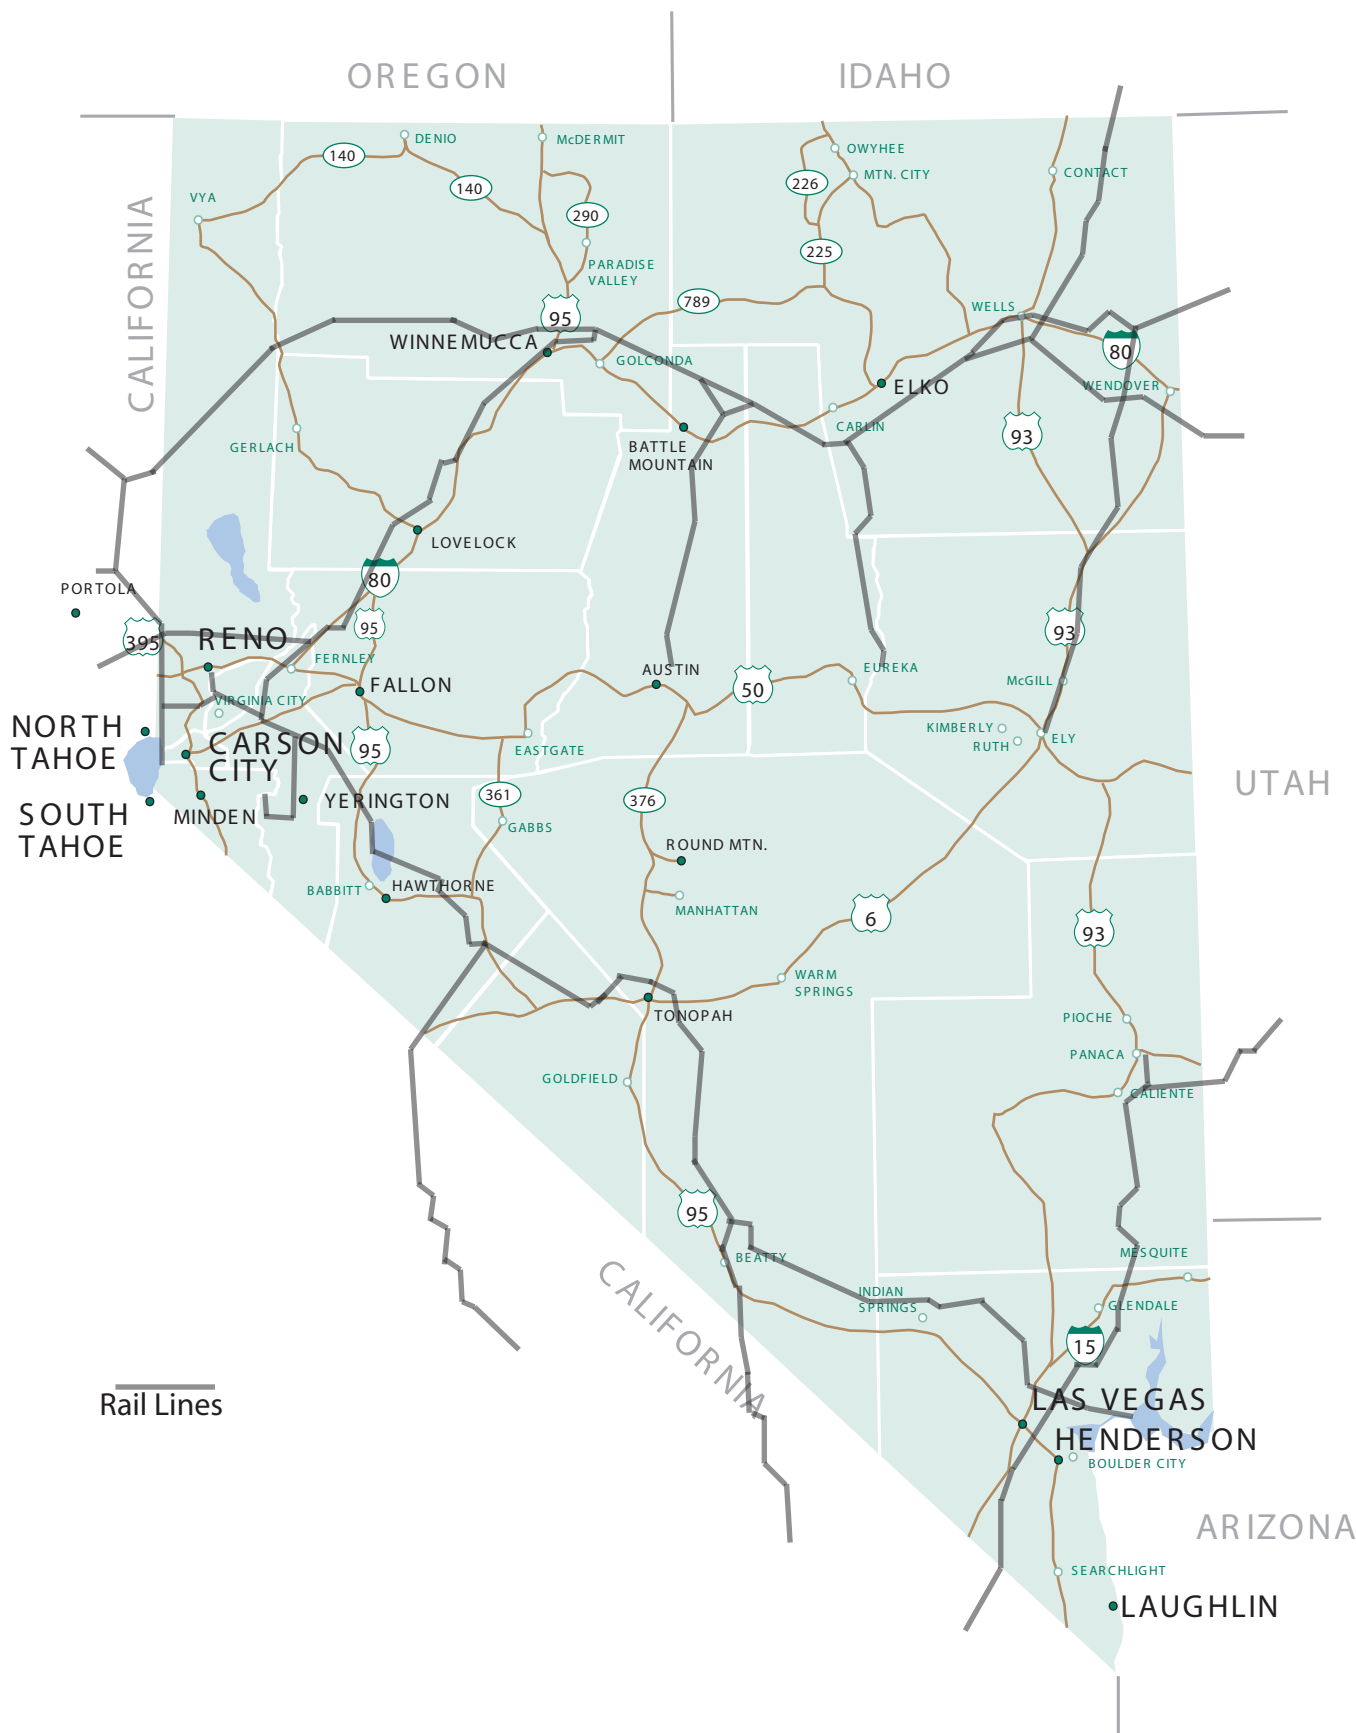 OREGON
IDAHO
DENIO
McDERMIT
OWYHEE
140
MTN. CITY
CONTACT
226
140
VYA
290
CALIFORNIA
225
PARADISE
VALLEY
789
WELLS
95
WINNEMUCCA
80
GOLCONDA
ELKO
WENDOVER
CARLIN
93
GERLACH
BATTLE
MOUNTAIN
LOVELOCK
80
PORTOLA
95
93
395
RENO
FERNLEY
AUSTIN
EUREKA
McGILL
FALLON
50
VIRGINIA CITY
NORTH
TAHOE
KIMBERLY
RUTH
ELY
CARSON
CITY
95
EASTGATE
UTAH
361
376
YERINGTON
SOUTH
TAHOE
MINDEN
GABBS
ROUND MTN.
BABBITT
HAWTHORNE
MANHATTAN
6
93
WARM
SPRINGS
TONOPAH
PIOCHE
PANACA
GOLDFIELD
CALIENTE
95
BEATTY
MESQUITE
CALIFORNIA
INDIAN
SPRINGS
GLENDALE
15
Rail Lines
LAS VEGAS
HENDERSON
BOULDER CITY
ARIZONA
SEARCHLIGHT
LAUGHLIN